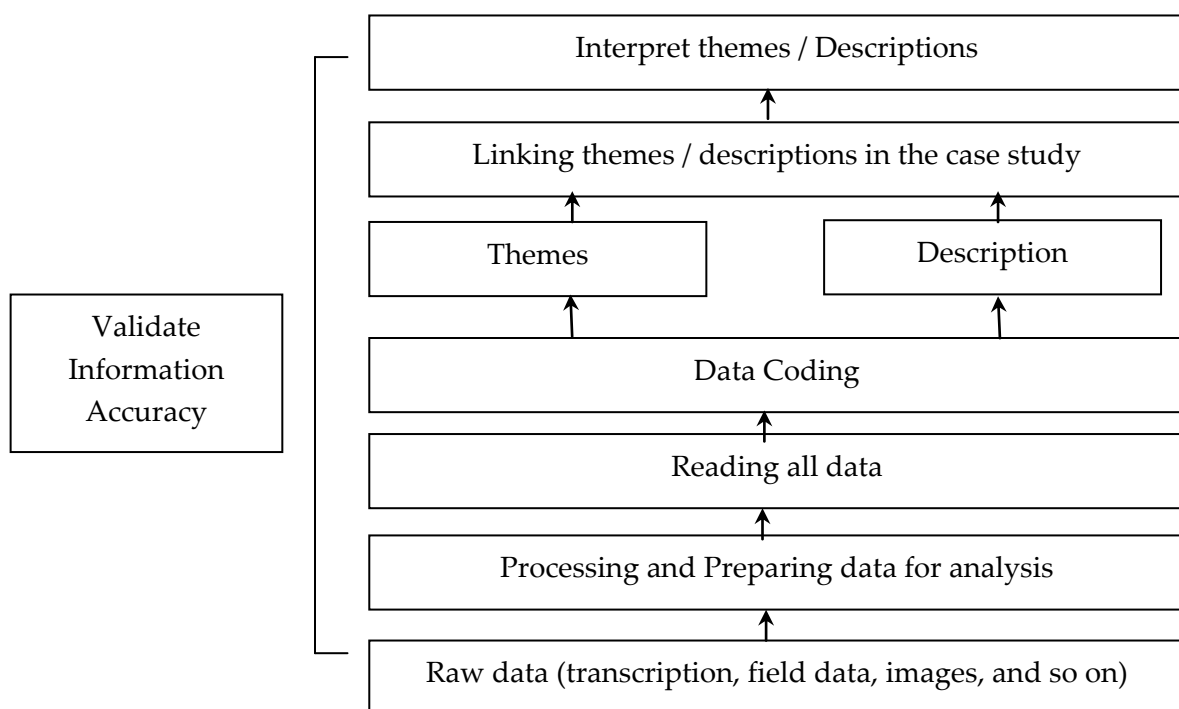 Interpret themes / Descriptions
Linking themes / descriptions in the case study
Themes
Description
Validate
Information
Accuracy
Data Coding
Reading all data
Processing and Preparing data for analysis
Raw data (transcription, field data, images, and so on)